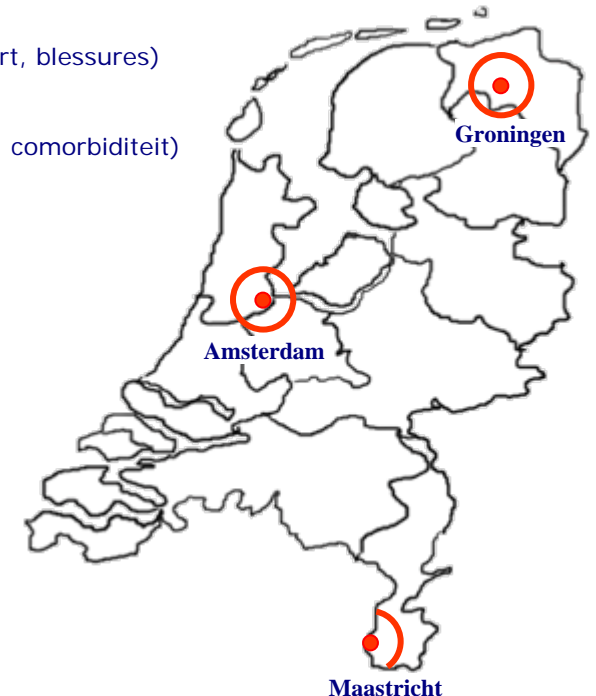 rt, blessures)
comorbiditeit)
Groningen
Amsterdam
Maastricht